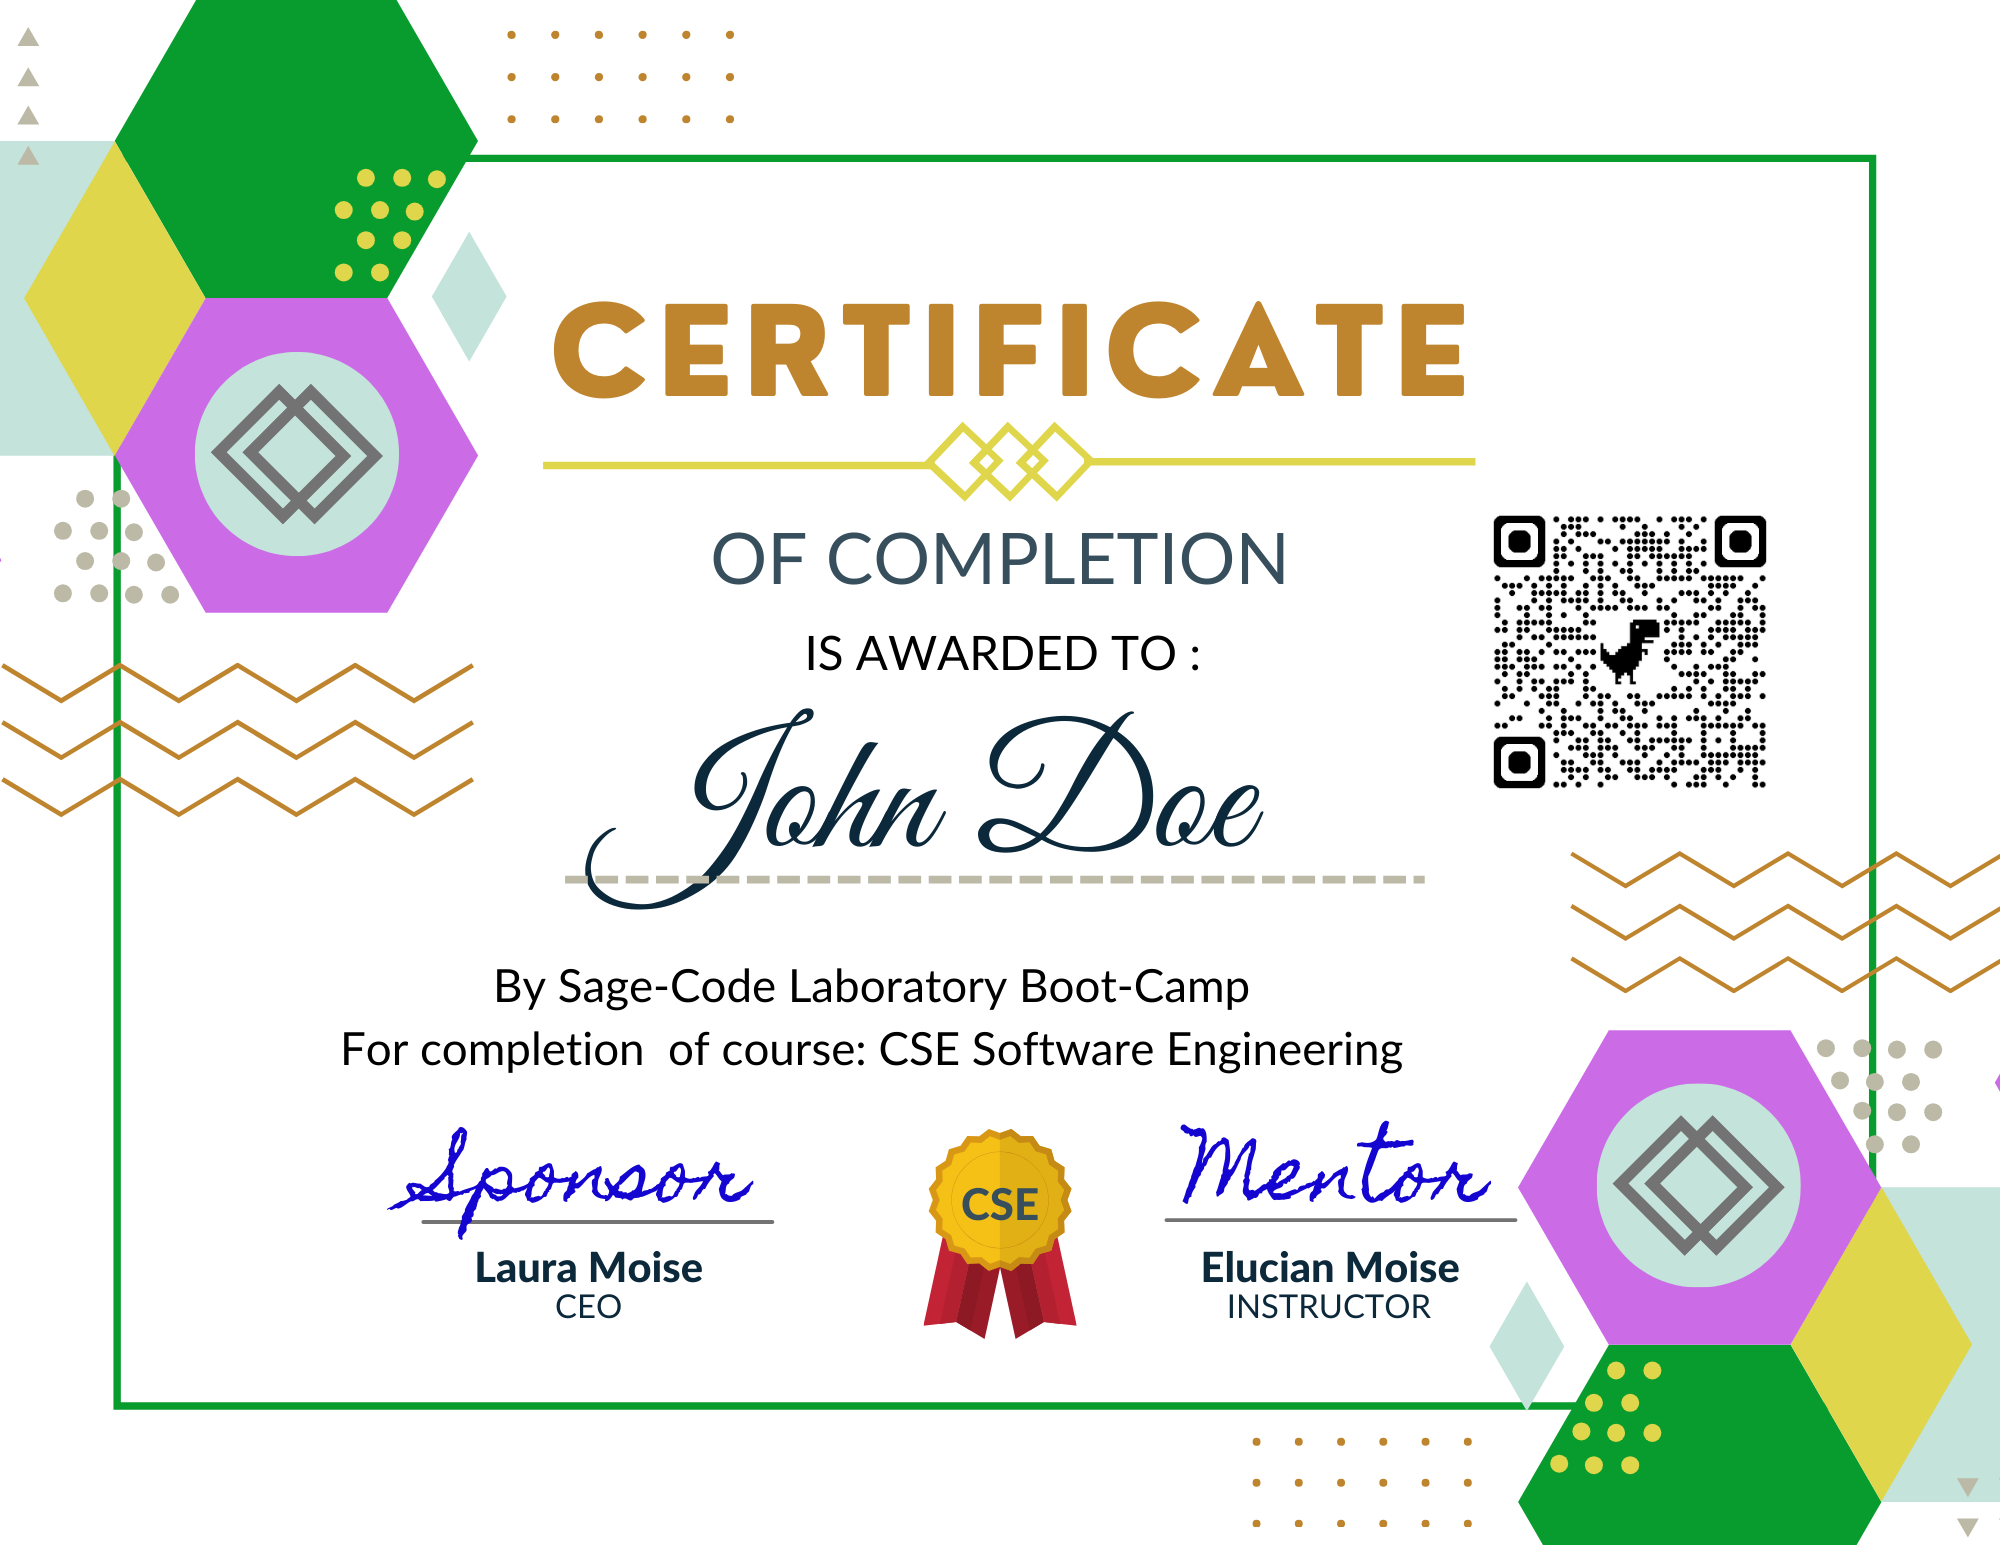 CERTIFICATE
OF COMPLETION
IS AWARDED TO :
John Doe
By Sage-Code Laboratory Boot-Camp
For completion of course: CSE Software Engineering
Sponsor
CSE
Mentor
Laura Moise
CEO
Elucian Moise
INSTRUCTOR